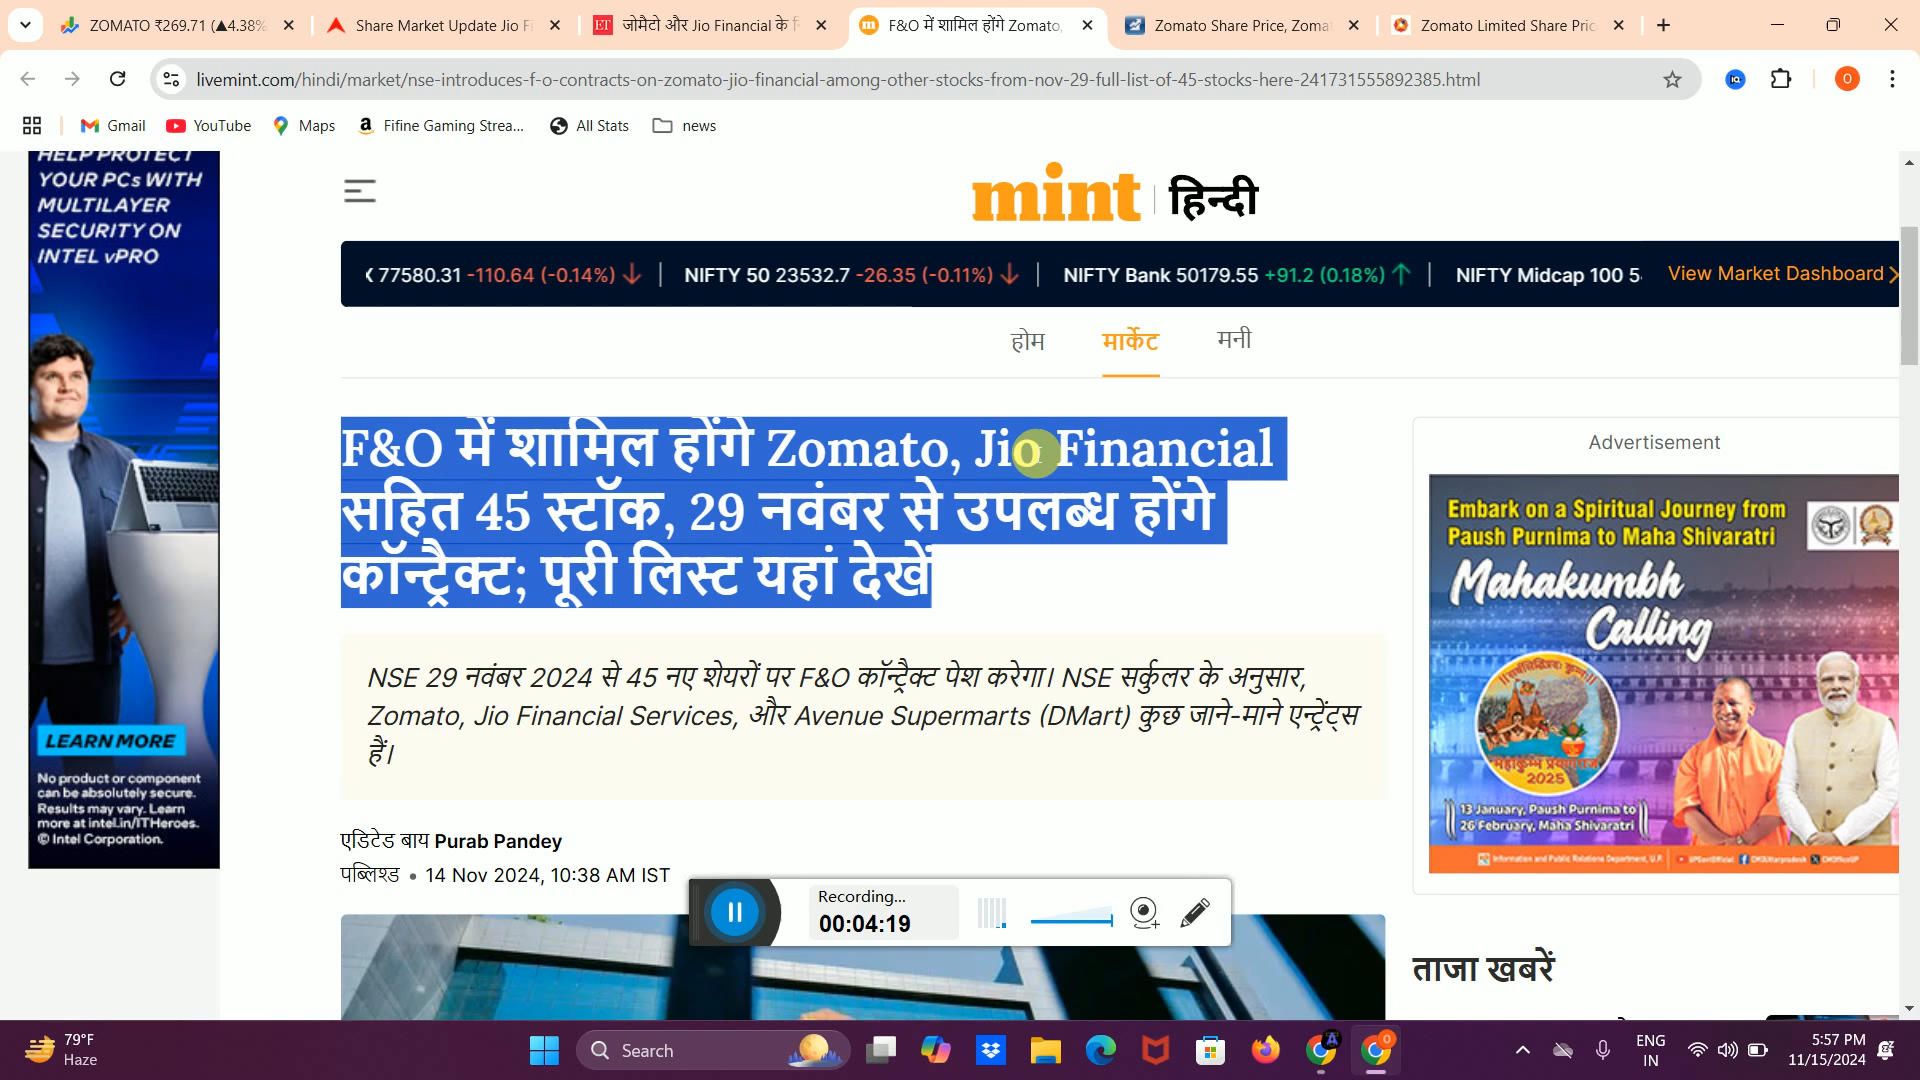 ZOMATO ₹269.71 (▲4.38%
Share Market Update Jio Fi
जोमैटो और Jio Financial के
F&O में शामिल होंगे Zomato,
Zomato Share Price, Zoma
Zomato Limited Share Pric
livemint.com/hindi/market/nse-introduces-f-o-contracts-on-zomato-jio-financial-among-other-stocks-from-nov-29-full-list-of-45-stocks-here-241731555892385.html
O
Gmail
YouTube
Maps
Fifine Gaming Strea...
All Stats
news
HELP PROTECT
YOUR PCs WITH
MULTILAYER
SECURITY ON
INTEL vPRO
LEARN MORE
No product or component
can be absolutely secure.
Results may vary. Learn
more at intel.in/ITHeroes.
© Intel Corporation.
mint | हिन्दी
77580.31 -110.64 (-0.14%) ↓ | NIFTY 50 23532.7 -26.35 (-0.11%) ↓ | NIFTY Bank 50179.55 +91.2 (0.18%) ↑ | NIFTY Midcap 100 5
View Market Dashboard
होम
मार्केट
मनी
F&O में शामिल होंगे Zomato, Jio Financial
सहित 45 स्टॉक, 29 नवंबर से उपलब्ध होंगे
कॉन्ट्रैक्ट; पूरी लिस्ट यहां देखें
NSE 29 नवंबर 2024 से 45 नए शेयरों पर F&O कॉन्ट्रैक्ट पेश करेगा। NSE सर्कुलर के अनुसार,
Zomato, Jio Financial Services, और Avenue Supermarts (DMart) कुछ जाने-माने एन्ट्रेंट्स
हैं।
एडिटेड बाय Purab Pandey
पब्लिश्ड • 14 Nov 2024, 10:38 AM IST
Advertisement
Embark on a Spiritual Journey from
Paush Purnima to Maha Shivaratri
Mahakumbh
Calling
महाकुम्भ प्रयागराज
2025
13 January, Paush Purnima to
26 February, Maha Shivaratri
Information and Public Relations Department, U.P.
ताजा खबरें
Recording...
00:04:19
79°F
Haze
Search
ENG
IN
5:57 PM
11/15/2024